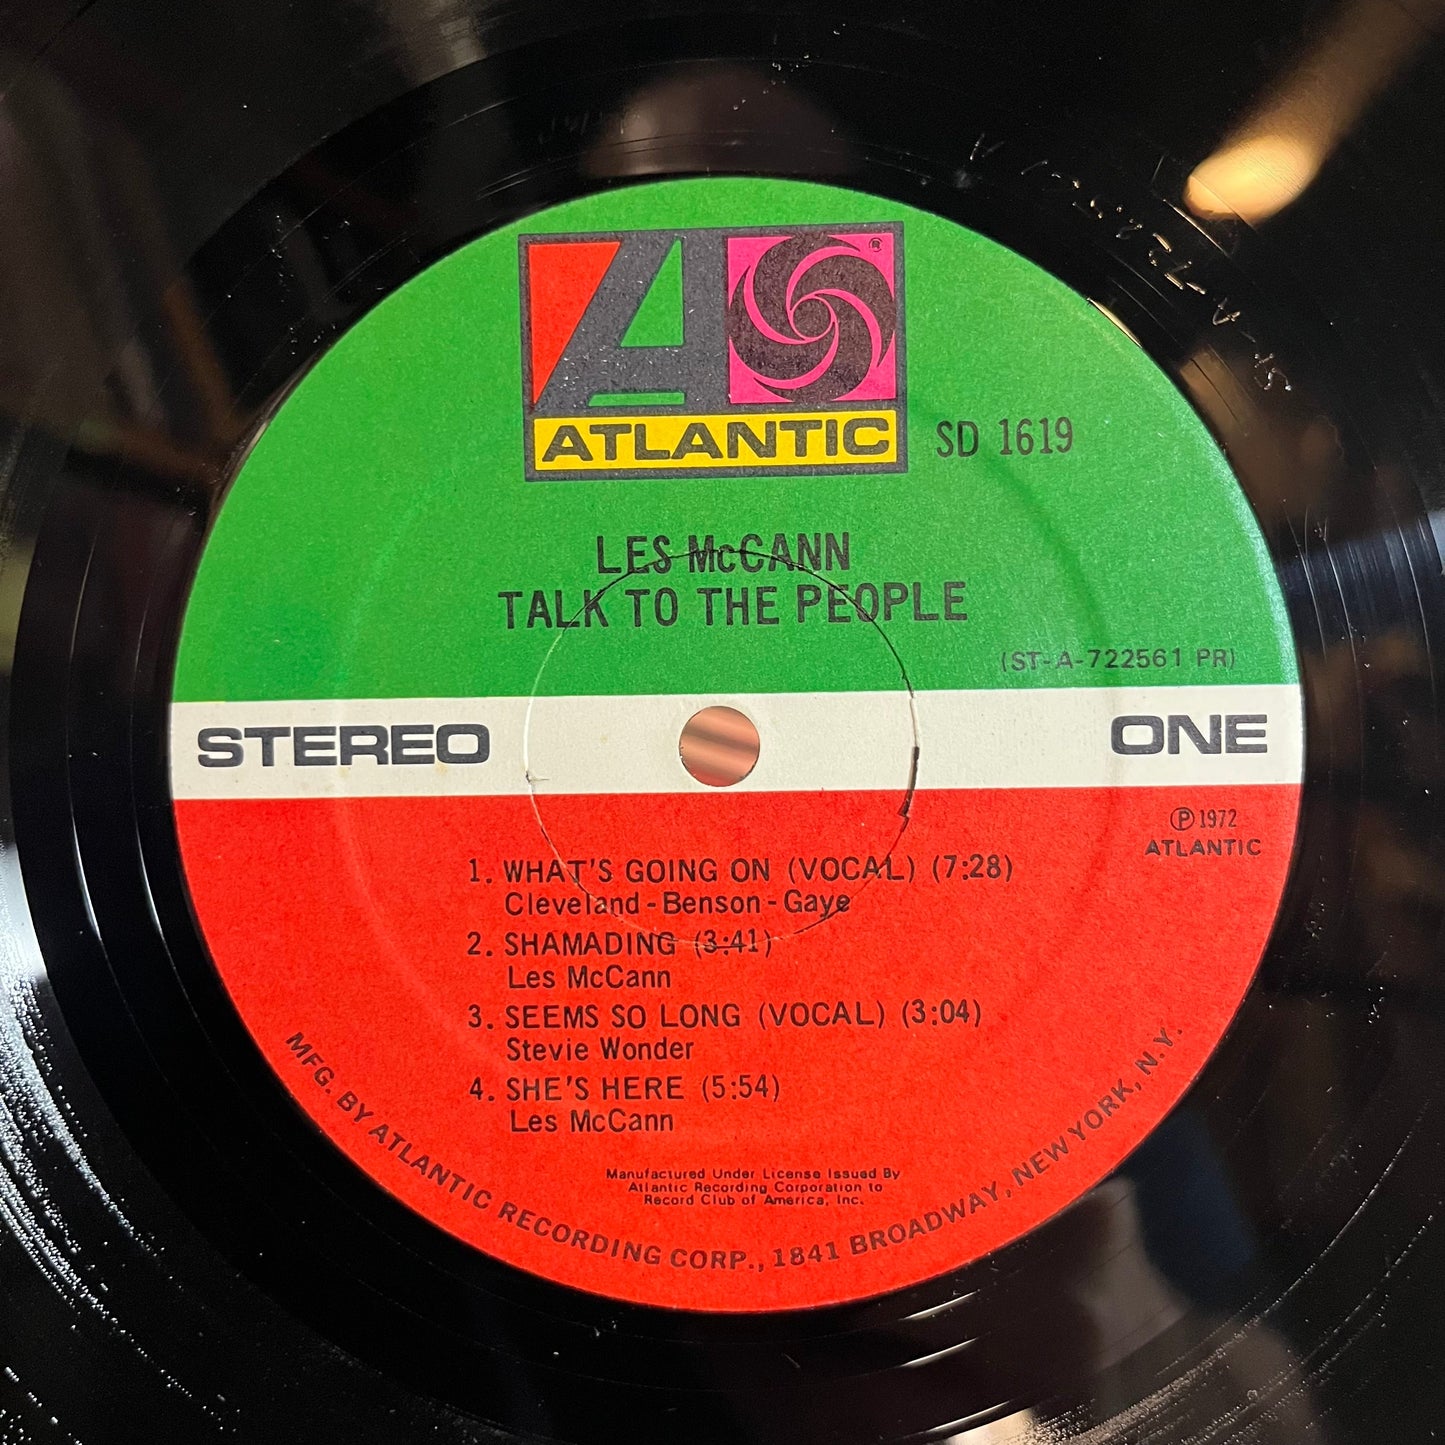 ATLANTIC
®
SD 1619
LES McCANN
TALK TO THE PEOPLE
(ST-A-722561 PR)
STEREO
ONE
Ⓟ 1972
ATLANTIC
1. WHAT'S GOING ON (VOCAL) (7:28)
Cleveland - Benson - Gaye
2. SHAMADING (3:41)
Les McCann
3. SEEMS SO LONG (VOCAL) (3:04)
Stevie Wonder
4. SHE'S HERE (5:54)
Les McCann
Manufactured Under License Issued By
Atlantic Recording Corporation to
Record Club of America, Inc.
MFG. BY ATLANTIC RECORDING CORP., 1841 BROADWAY, NEW YORK, N.Y.